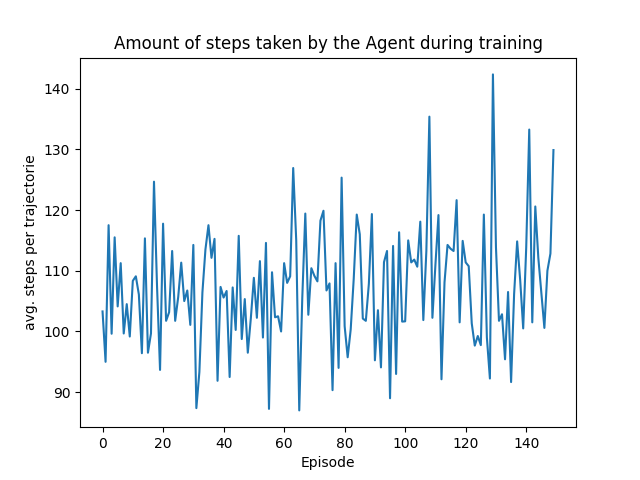 Amount of steps taken by the Agent during training
140
130
120
110
100
90
avg. steps per trajectorie
0 20 40 60 80 100 120 140
Episode